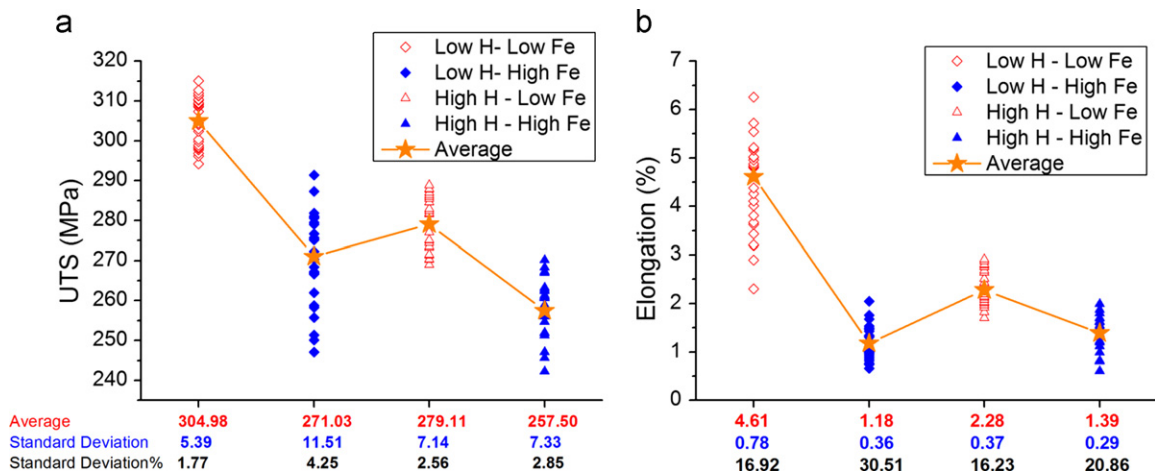 a
Low H- Low Fe
Low H- High Fe
High H - Low Fe
High H - High Fe
Average
UTS (MPa)
320
310
300
290
280
270
260
250
240
b
Low H - Low Fe
Low H - High Fe
High H - Low Fe
High H - High Fe
Average
Elongation (%)
7
6
5
4
3
2
1
0
Average 304.98 271.03 279.11 257.50 4.61 1.18 2.28 1.39
Standard Deviation 5.39 11.51 7.14 7.33 0.78 0.36 0.37 0.29
Standard Deviation% 1.77 4.25 2.56 2.85 16.92 30.51 16.23 20.86